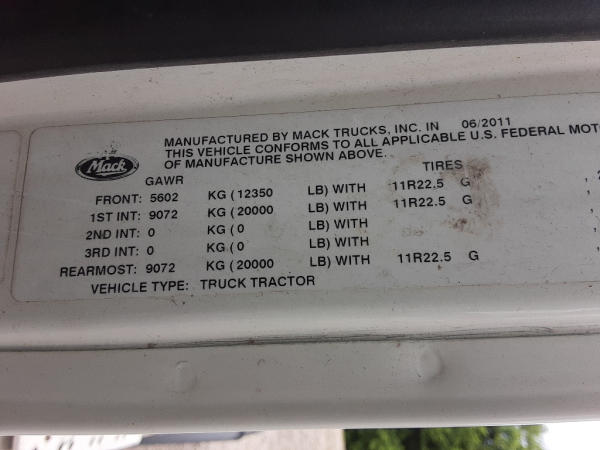 MANUFACTURED BY MACK TRUCKS, INC. IN 06/2011
THIS VEHICLE CONFORMS TO ALL APPLICABLE U.S. FEDERAL
OF MANUFACTURE SHOWN ABOVE.
Mack
GAWR TIRES
FRONT: 5602 KG ( 12350 LB) WITH 11R22.5 G
1ST INT: 9072 KG ( 20000 LB) WITH 11R22.5 G
2ND INT: 0 KG ( 0 LB) WITH
3RD INT: 0 KG ( 0 LB) WITH
REARMOST: 9072 KG ( 20000 LB) WITH 11R22.5 G
VEHICLE TYPE: TRUCK TRACTOR